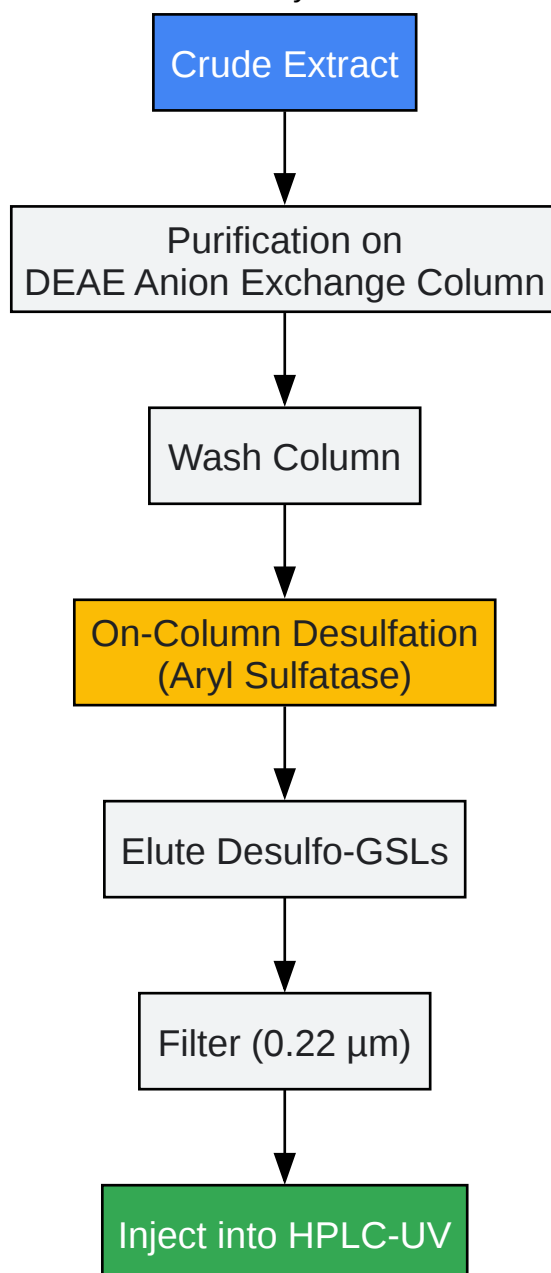 Crude Extract
Purification on
DEAE Anion Exchange Column
Wash Column
On-Column Desulfation
(Aryl Sulfatase)
Elute Desulfo-GSLs
Filter (0.22 µm)
Inject into HPLC-UV